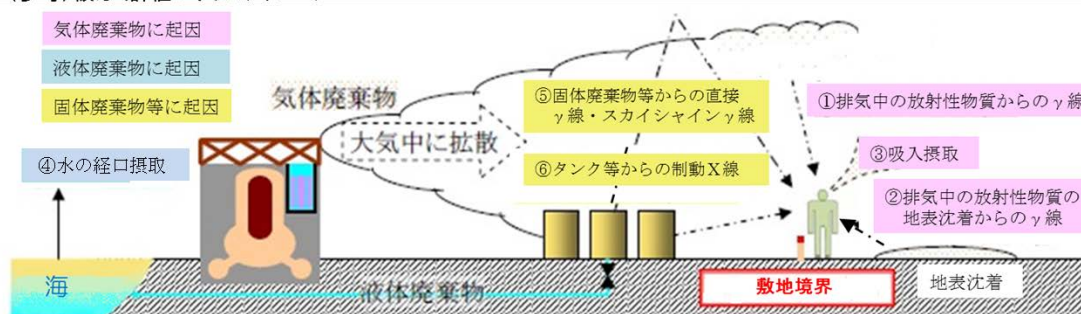 気体廃棄物に起因
液体廃棄物に起因
固体廃棄物等に起因
④水の経口摂取
気体廃棄物
大気中に拡散
⑤固体廃棄物等からの直接
γ線・スカイシャインγ線
⑥タンク等からの制動X線
①排気中の放射性物質からのγ線
③吸入摂取
②排気中の放射性物質の
地表沈着からのγ線
海
液体廃棄物
敷地境界
地表沈着